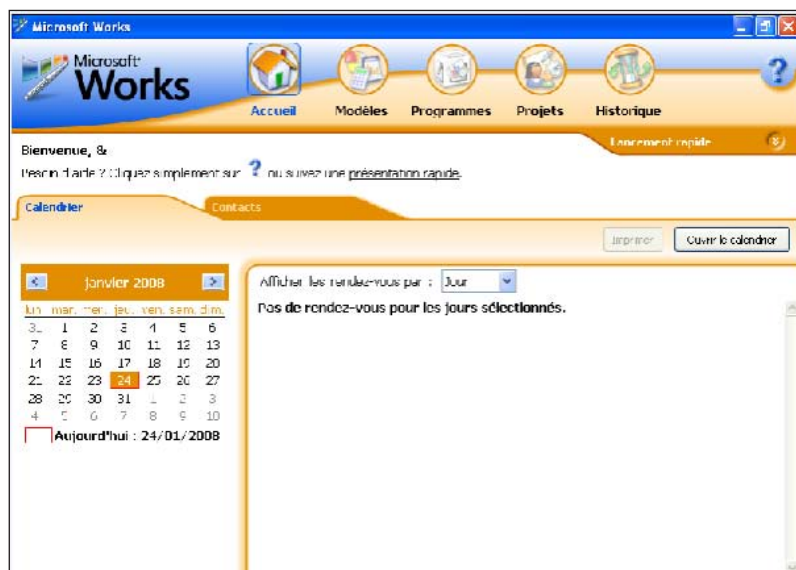 Microsoft Works
Microsoft
Works
Accueil Modèles Programmes Projets Historique
?
Lancement rapide
Bienvenue, &
Besoin d'aide ? Cliquez simplement sur ? ou suivez une présentation rapide.
Calendrier Contacts
Imprimer Ouvrir le calendrier
janvier 2008
lun. mar. mer. jeu. ven. sam. dim.
31 1 2 3 4 5 6
7 8 9 10 11 12 13
14 15 16 17 18 19 20
21 22 23 24 25 26 27
28 29 30 31 1 2 3
4 5 6 7 8 9 10
Aujourd'hui : 24/01/2008
Afficher les rendez-vous par : Jour
Pas de rendez-vous pour les jours sélectionnés.